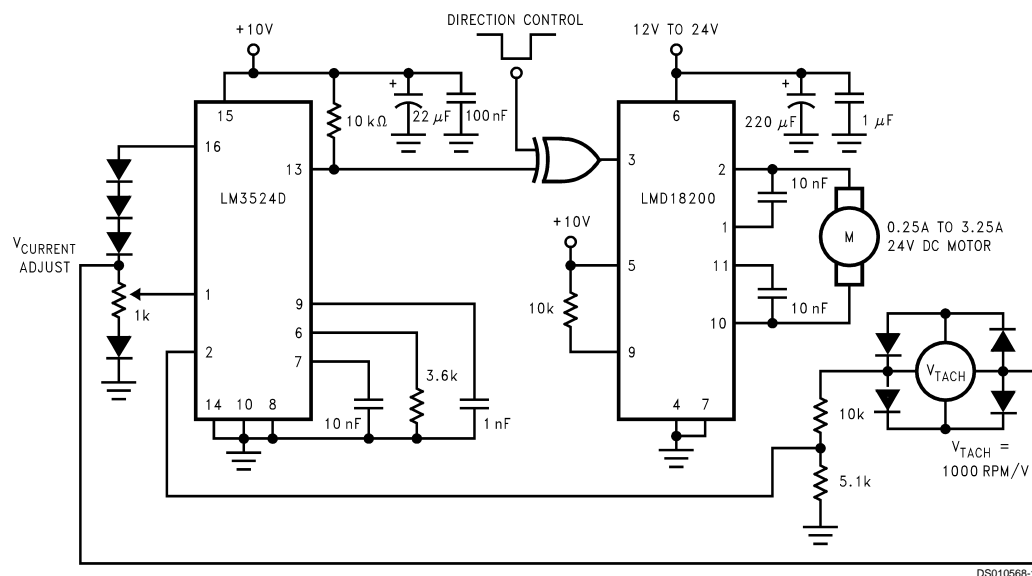 DIRECTION CONTROL
+10V
12V TO 24V
15
10 kΩ
+
22 μF
100 nF
6
+
220 μF
1 μF
16
13
3
2
10 nF
LM3524D
LMD18200
1
M
0.25A TO 3.25A
24V DC MOTOR
VCURRENT
ADJUST
+10V
5
11
10 nF
1
1k
9
10k
10
6
2
7
3.6k
9
VTACH
14
10
8
10 nF
1 nF
4
7
10k
VTACH =
1000 RPM/V
5.1k
DS010568-